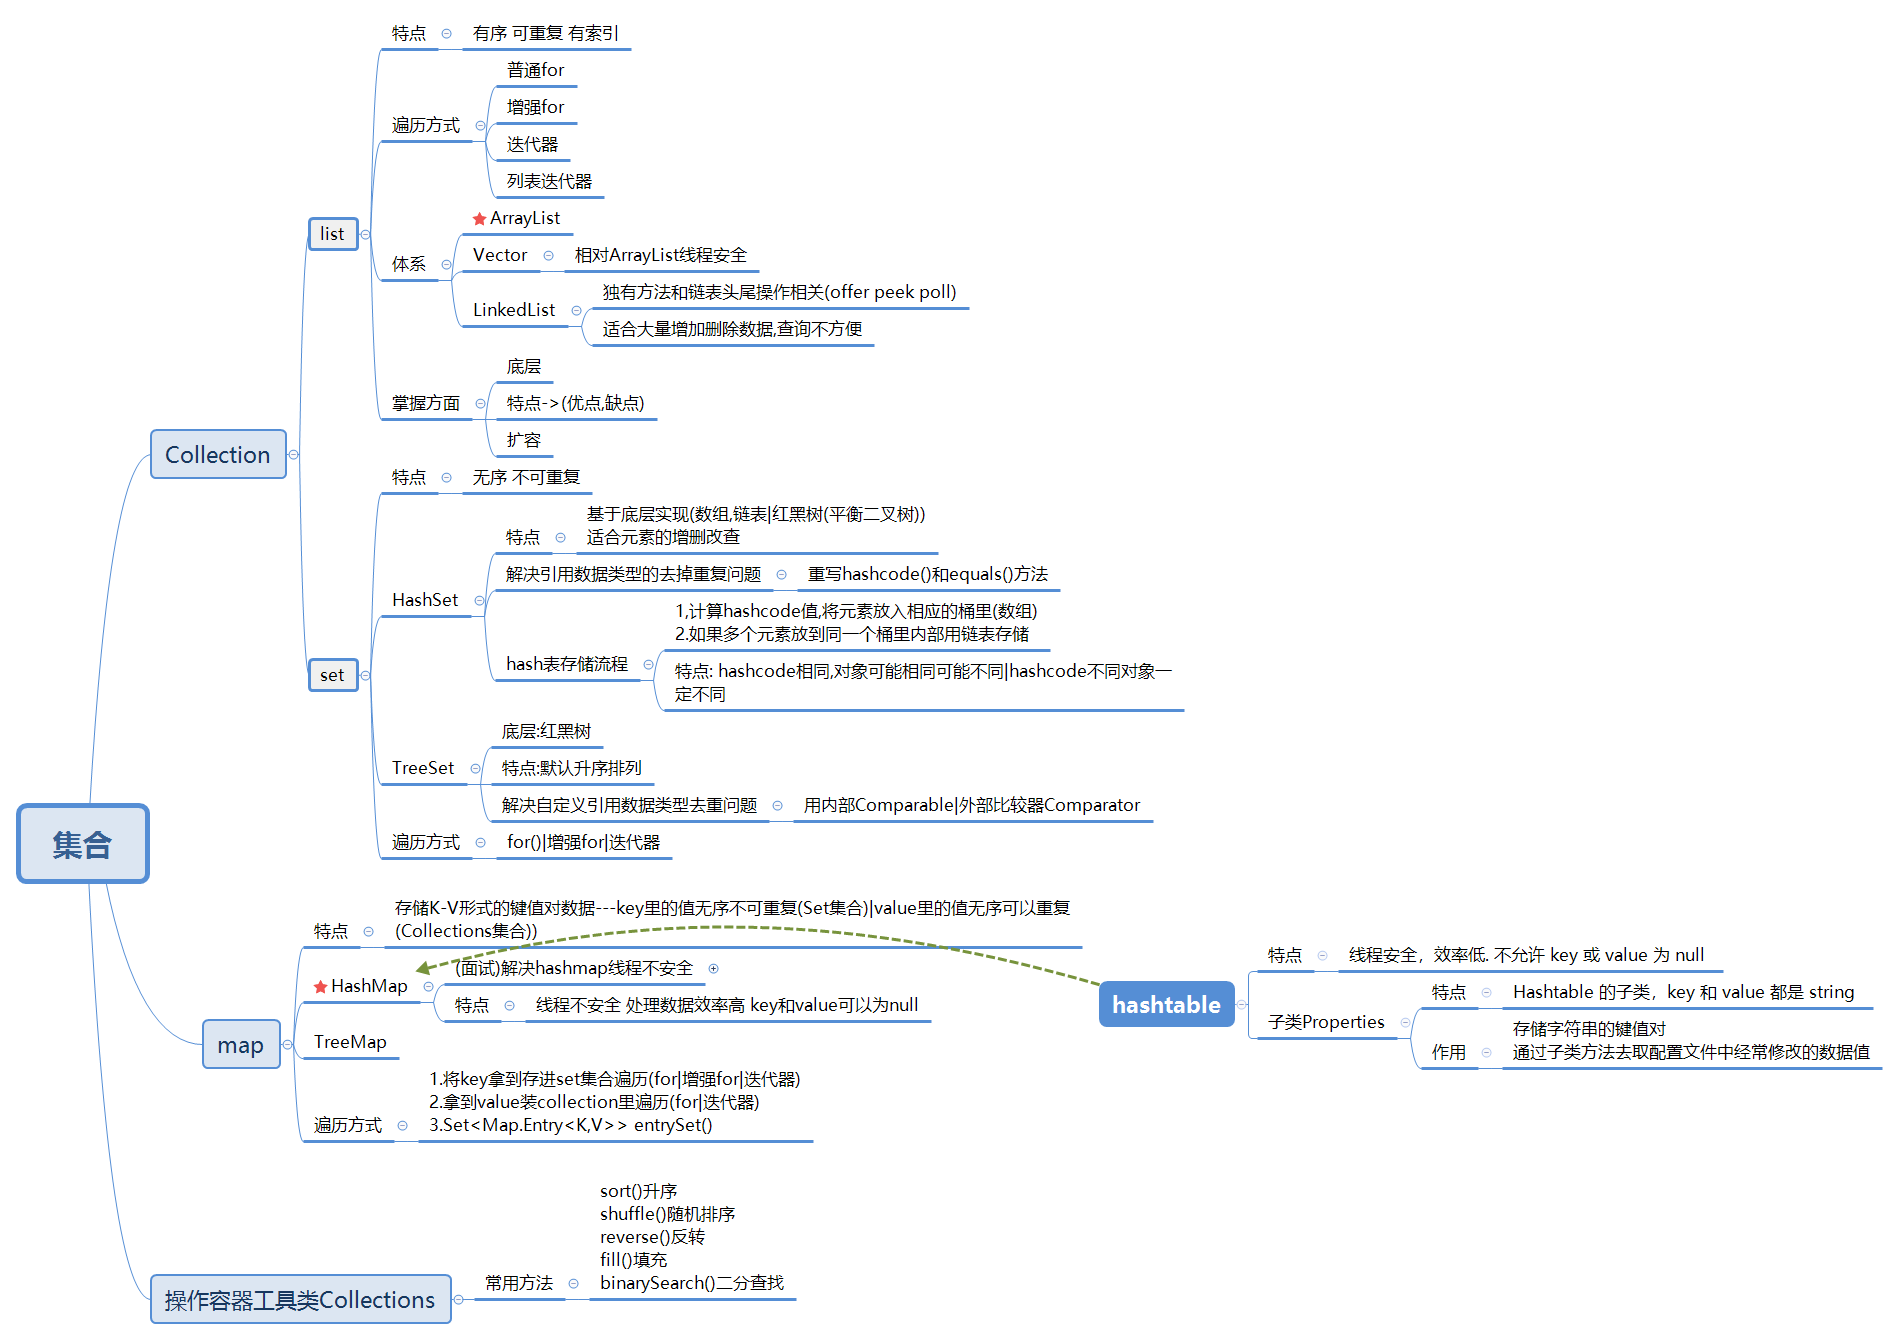 集合
Collection
list
特点
有序 可重复 有索引
遍历方式
普通for
增强for
迭代器
列表迭代器
体系
ArrayList
Vector
相对ArrayList线程安全
LinkedList
独有方法和链表头尾操作相关(offer peek poll)
适合大量增加删除数据,查询不方便
掌握方面
底层
特点->(优点,缺点)
扩容
set
特点
无序 不可重复
HashSet
特点
基于底层实现(数组,链表|红黑树(平衡二叉树))
适合元素的增删改查
解决引用数据类型的去掉重复问题
重写hashcode()和equals()方法
hash表存储流程
1,计算hashcode值,将元素放入相应的桶里(数组)
2.如果多个元素放到同一个桶里内部用链表存储
特点: hashcode相同,对象可能相同可能不同|hashcode不同对象一
定不同
TreeSet
底层:红黑树
特点:默认升序排列
解决自定义引用数据类型去重问题
用内部Comparable|外部比较器Comparator
遍历方式
for()|增强for|迭代器
map
特点
存储K-V形式的键值对数据---key里的值无序不可重复(Set集合)|value里的值无序可以重复
(Collections集合))
HashMap
(面试)解决hashmap线程不安全
特点
线程不安全 处理数据效率高 key和value可以为null
TreeMap
遍历方式
1.将key拿到存进set集合遍历(for|增强for|迭代器)
2.拿到value装collection里遍历(for|迭代器)
3.Set<Map.Entry<K,V>> entrySet()
hashtable
特点
线程安全，效率低. 不允许 key 或 value 为 null
子类Properties
特点
Hashtable 的子类，key 和 value 都是 string
作用
存储字符串的键值对
通过子类方法去取配置文件中经常修改的数据值
操作容器工具类Collections
常用方法
sort()升序
shuffle()随机排序
reverse()反转
fill()填充
binarySearch()二分查找